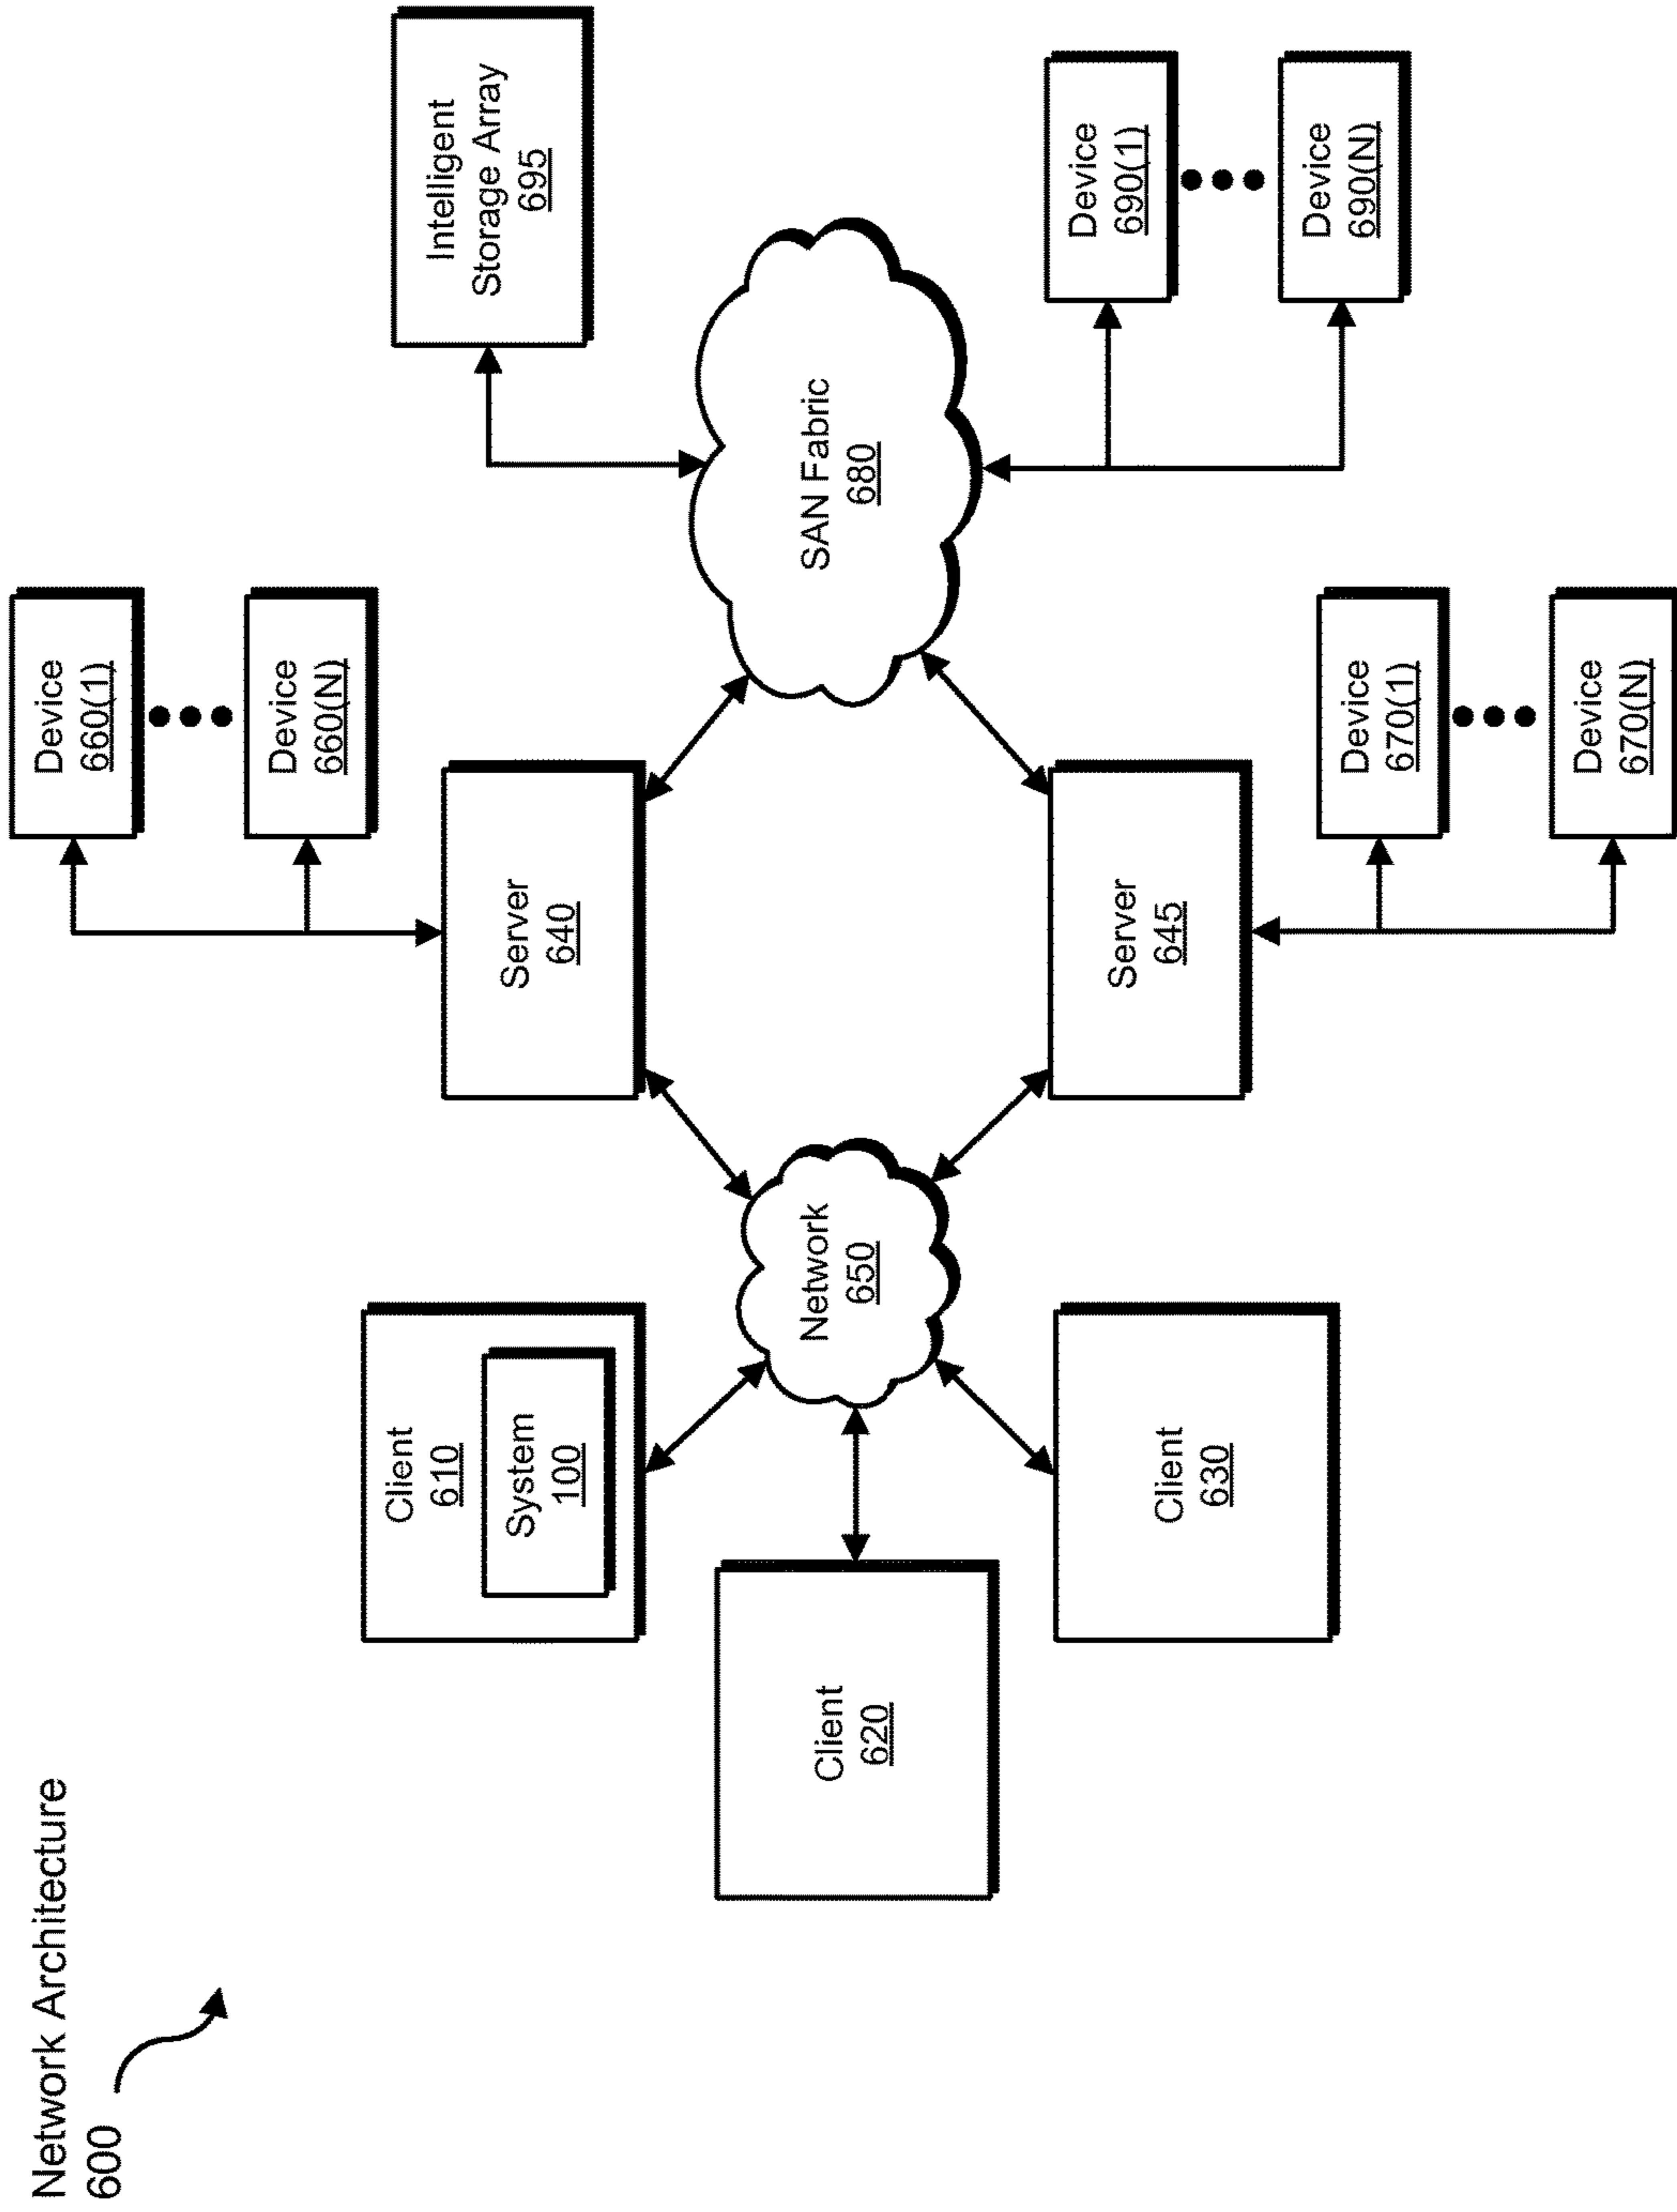 Network Architecture
600
Client
610
System
100
Client
620
Client
630
Network
650
Server
640
Server
645
Device
660(1)
Device
660(N)
Device
670(1)
Device
670(N)
SAN Fabric
680
Intelligent
Storage Array
695
Device
690(1)
Device
690(N)